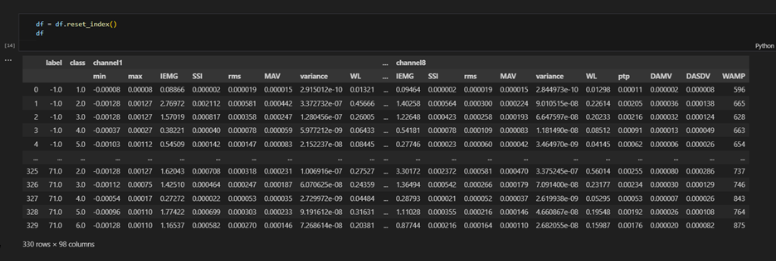 df = df.reset_index()
df
[14]
Python
...
label class channel1 ... channel8
min max IEMG SSI rms MAV variance WL ... IEMG SSI rms MAV variance WL ptp DAMV DASDV WAMP
0 -1.0 1.0 -0.00008 0.00008 0.08866 0.000002 0.000019 0.000015 2.915012e-10 0.01321 ... 0.09464 0.000002 0.000019 0.000015 2.844973e-10 0.01298 0.00011 0.000002 0.000008 596
1 -1.0 2.0 -0.00128 0.00127 2.76972 0.002112 0.000581 0.000442 3.372732e-07 0.45666 ... 1.40258 0.000564 0.000300 0.000224 9.010515e-08 0.22614 0.00205 0.000036 0.000138 665
2 -1.0 3.0 -0.00128 0.00127 1.57019 0.000817 0.000358 0.000247 1.280456e-07 0.26005 ... 1.22648 0.000423 0.000258 0.000193 6.647597e-08 0.20233 0.00216 0.000032 0.000124 628
3 -1.0 4.0 -0.00037 0.00027 0.38221 0.000040 0.000078 0.000059 5.977212e-09 0.06433 ... 0.54181 0.000078 0.000109 0.000083 1.181490e-08 0.08512 0.00091 0.000013 0.000049 663
4 -1.0 5.0 -0.00103 0.00112 0.54509 0.000142 0.000147 0.000083 2.152237e-08 0.08445 ... 0.27746 0.000023 0.000060 0.000042 3.464970e-09 0.04145 0.00062 0.000006 0.000026 654
... ... ... ... ... ... ... ... ... ... ... ... ... ... ... ... ... ... ... ... ... ...
325 71.0 2.0 -0.00128 0.00127 1.62043 0.000708 0.000318 0.000231 1.006916e-07 0.27527 ... 3.30172 0.002372 0.000581 0.000470 3.375245e-07 0.56014 0.00255 0.000080 0.000286 737
326 71.0 3.0 -0.00112 0.00075 1.42510 0.000464 0.000247 0.000187 6.070625e-08 0.24359 ... 1.36494 0.000542 0.000266 0.000179 7.091400e-08 0.23177 0.00234 0.000030 0.000129 746
327 71.0 4.0 -0.00054 0.00017 0.27272 0.000022 0.000053 0.000035 2.729972e-09 0.04484 ... 0.28793 0.000021 0.000052 0.000037 2.619938e-09 0.05295 0.00053 0.000007 0.000026 843
328 71.0 5.0 -0.00096 0.00110 1.77422 0.000699 0.000303 0.000233 9.191612e-08 0.31631 ... 1.11028 0.000355 0.000216 0.000146 4.660867e-08 0.19548 0.00192 0.000026 0.000108 764
329 71.0 6.0 -0.00128 0.00110 1.16537 0.000582 0.000270 0.000146 7.268614e-08 0.20381 ... 0.87744 0.000216 0.000164 0.000110 2.682055e-08 0.15987 0.00176 0.000020 0.000082 875
330 rows × 98 columns